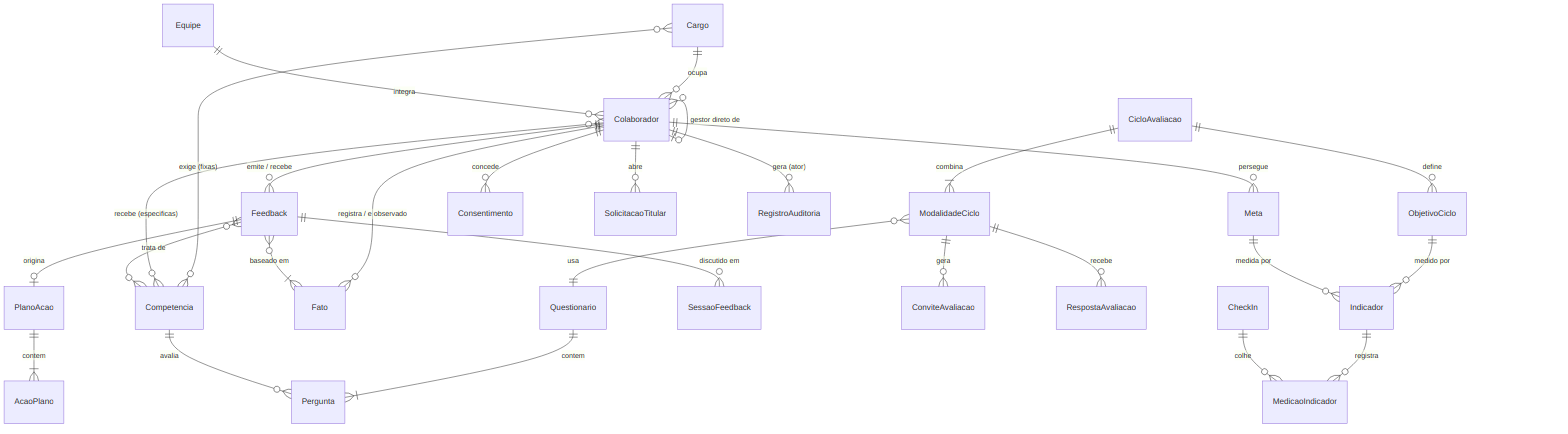 Equipe
Cargo
ocupa
integra
Colaborador
CicloAvaliacao
gestor direto de
exige (fixas)
emite / recebe
concede
abre
gera (ator)
combina
persegue
define
recebe (especificas)
Feedback
registra / e observado
Consentimento
SolicitacaoTitular
RegistroAuditoria
ModalidadeCiclo
Meta
ObjetivoCiclo
trata de
origina
baseado em
discutido em
usa
gera
recebe
medida por
medido por
PlanoAcao
Competencia
Fato
SessaoFeedback
Questionario
ConviteAvaliacao
RespostaAvaliacao
CheckIn
Indicador
contem
avalia
contem
colhe
registra
AcaoPlano
Pergunta
MedicaoIndicador